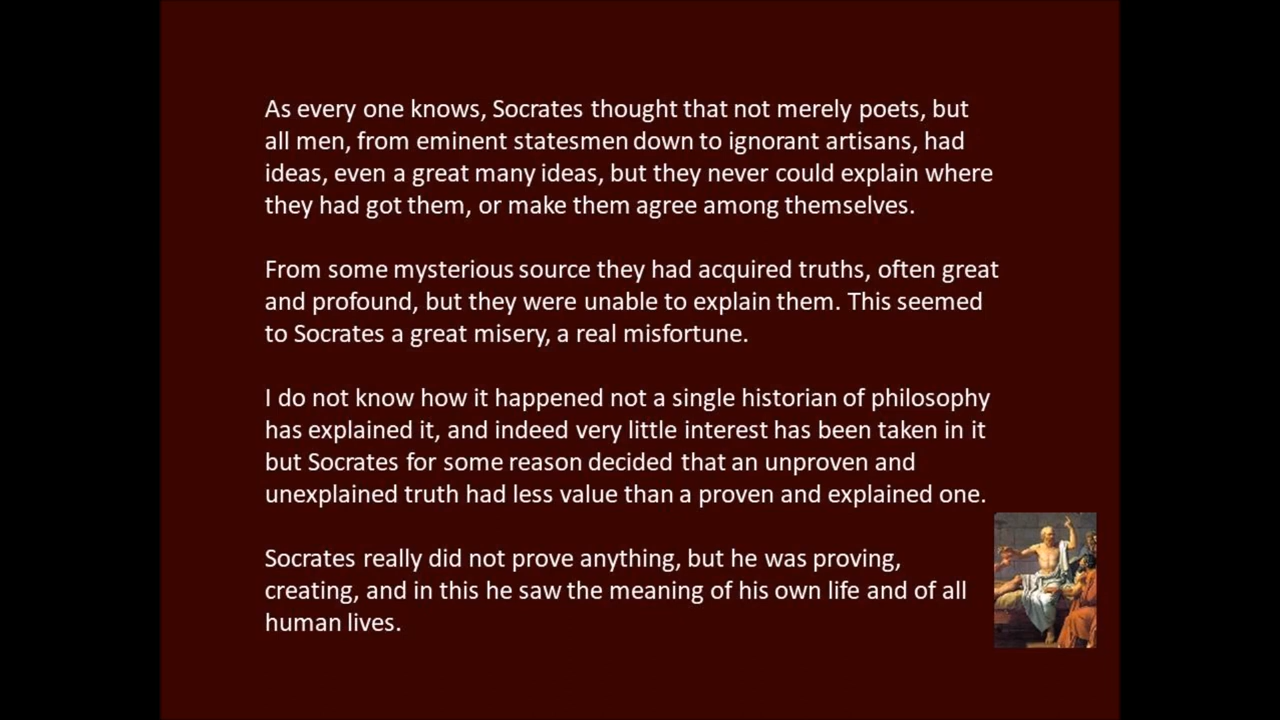 As every one knows, Socrates thought that not merely poets, but
all men, from eminent statesmen down to ignorant artisans, had
ideas, even a great many ideas, but they never could explain where
they had got them, or make them agree among themselves.
From some mysterious source they had acquired truths, often great
and profound, but they were unable to explain them. This seemed
to Socrates a great misery, a real misfortune.
I do not know how it happened not a single historian of philosophy
has explained it, and indeed very little interest has been taken in it
but Socrates for some reason decided that an unproven and
unexplained truth had less value than a proven and explained one.
Socrates really did not prove anything, but he was proving,
creating, and in this he saw the meaning of his own life and of all
human lives.